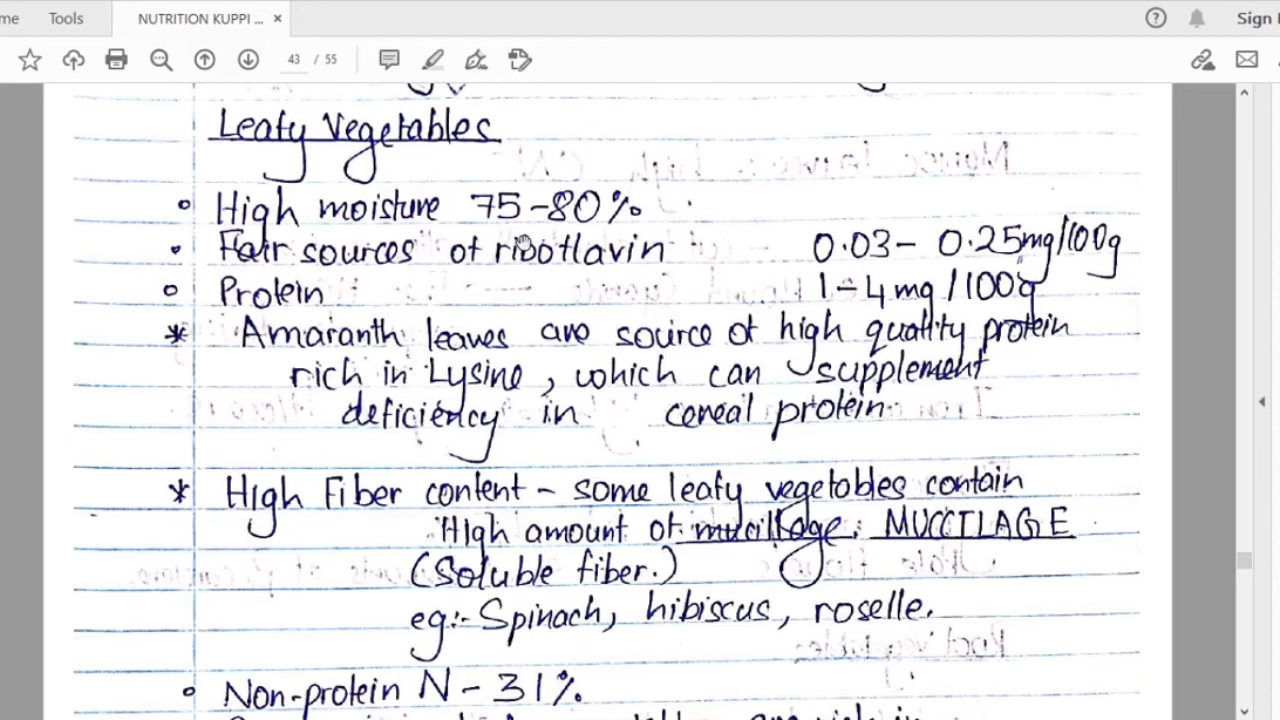 me Tools NUTRITION KUPPI ... × Sign
43 / 55
Leafy Vegetables
◦ High moisture 75-80%
• Fair sources of riboflavin 0.03 - 0.25mg/100g
◦ Protein 1-4mg/100g
* Amaranth leaves are source of high quality protein
rich in Lysine, which can supplement
deficiency in cereal protein
* High Fiber content - some leafy vegetables contain
High amount of mucillage: MUCCILAGE
(Soluble fiber.)
eg:- Spinach, hibiscus, roselle.
◦ Non-protein N - 31%